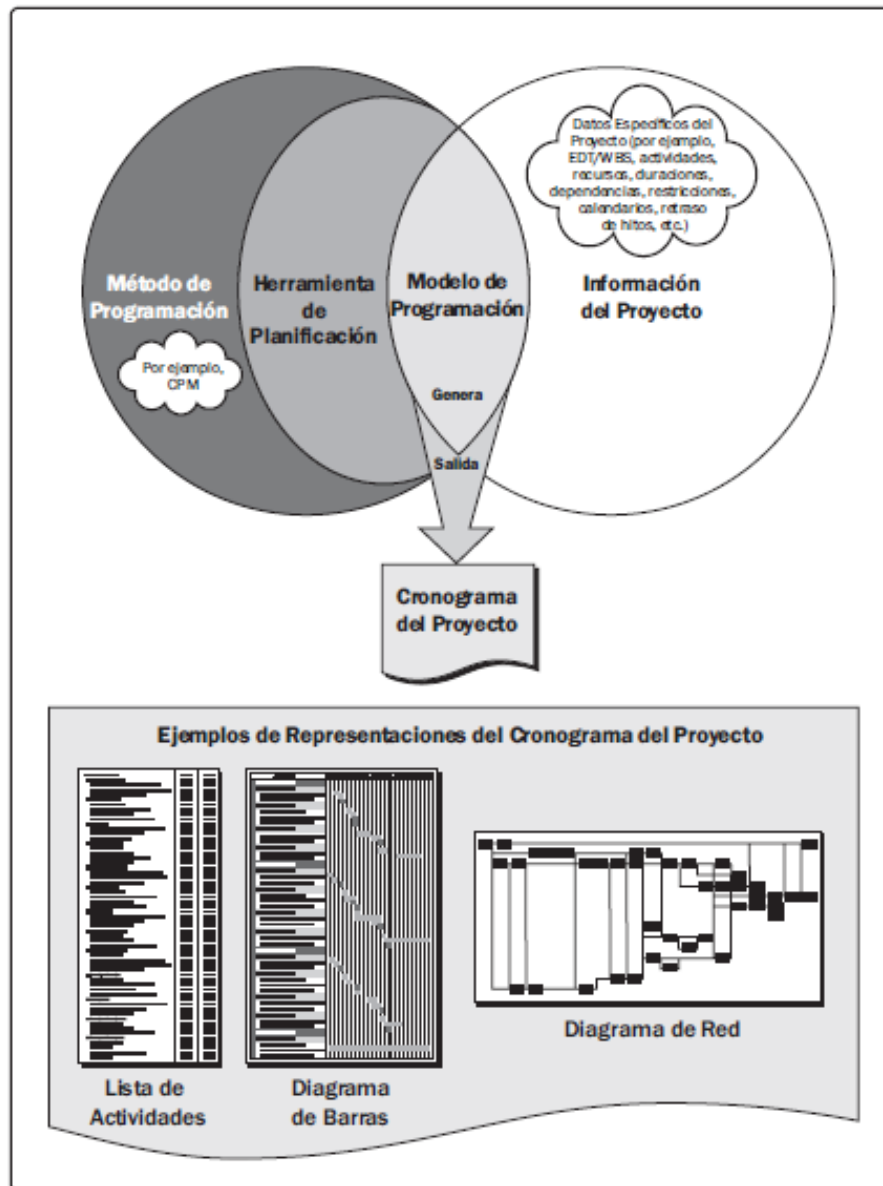 Datos Específicos del
Proyecto (por ejemplo,
EDT/WBS, actividades,
recursos, duraciones,
dependencias, restricciones,
calendarios, retraso
de hitos, etc.)
Método de
Programación
Por ejemplo,
CPM
Herramienta
de
Planificación
Modelo de
Programación
Información
del Proyecto
Genera
Salida
Cronograma
del Proyecto
Ejemplos de Representaciones del Cronograma del Proyecto
Lista de
Actividades
Diagrama
de Barras
Diagrama de Red